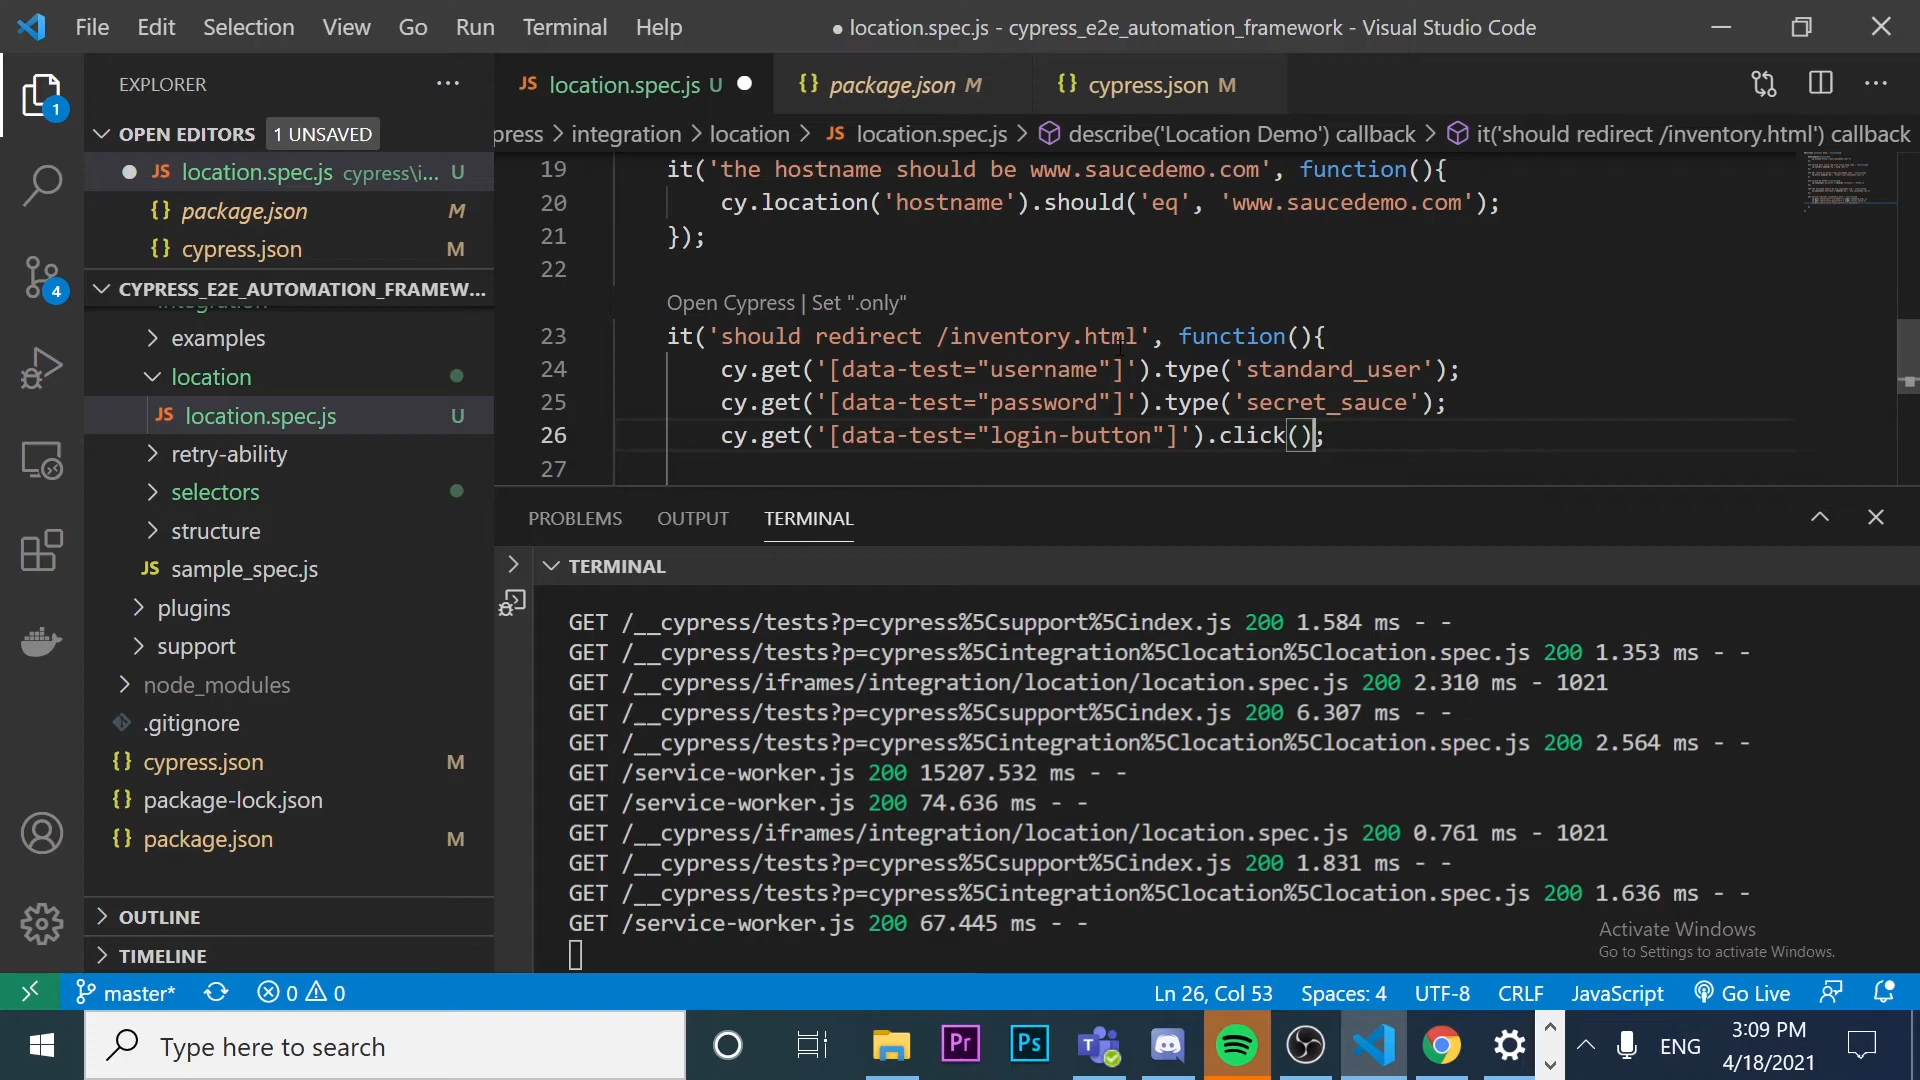 File Edit Selection View Go Run Terminal Help ● location.spec.js - cypress_e2e_automation_framework - Visual Studio Code
EXPLORER ···
JS location.spec.js U ● {} package.json M {} cypress.json M
OPEN EDITORS 1 UNSAVED
press > integration > location > JS location.spec.js > describe('Location Demo') callback > it('should redirect /inventory.html') callback
● JS location.spec.js cypress\i... U
{} package.json M
{} cypress.json M
CYPRESS_E2E_AUTOMATION_FRAMEW...
examples
location
JS location.spec.js U
retry-ability
selectors
structure
JS sample_spec.js
plugins
support
node_modules
.gitignore
{} cypress.json M
{} package-lock.json
{} package.json M
OUTLINE
TIMELINE
1
4
19 it('the hostname should be www.saucedemo.com', function(){
20 cy.location('hostname').should('eq', 'www.saucedemo.com');
21 });
22
Open Cypress | Set ".only"
23 it('should redirect /inventory.html', function(){
24 cy.get('[data-test="username"]').type('standard_user');
25 cy.get('[data-test="password"]').type('secret_sauce');
26 cy.get('[data-test="login-button"]').click();
27
PROBLEMS OUTPUT TERMINAL
TERMINAL
GET /__cypress/tests?p=cypress%5Csupport%5Cindex.js 200 1.584 ms - -
GET /__cypress/tests?p=cypress%5Cintegration%5Clocation%5Clocation.spec.js 200 1.353 ms - -
GET /__cypress/iframes/integration/location/location.spec.js 200 2.310 ms - 1021
GET /__cypress/tests?p=cypress%5Csupport%5Cindex.js 200 6.307 ms - -
GET /__cypress/tests?p=cypress%5Cintegration%5Clocation%5Clocation.spec.js 200 2.564 ms - -
GET /service-worker.js 200 15207.532 ms - -
GET /service-worker.js 200 74.636 ms - -
GET /__cypress/iframes/integration/location/location.spec.js 200 0.761 ms - 1021
GET /__cypress/tests?p=cypress%5Csupport%5Cindex.js 200 1.831 ms - -
GET /__cypress/tests?p=cypress%5Cintegration%5Clocation%5Clocation.spec.js 200 1.636 ms - -
GET /service-worker.js 200 67.445 ms - -
Activate Windows
Go to Settings to activate Windows.
master* 0 0 Ln 26, Col 53 Spaces: 4 UTF-8 CRLF JavaScript Go Live
Type here to search
Pr Ps
ENG
3:09 PM
4/18/2021